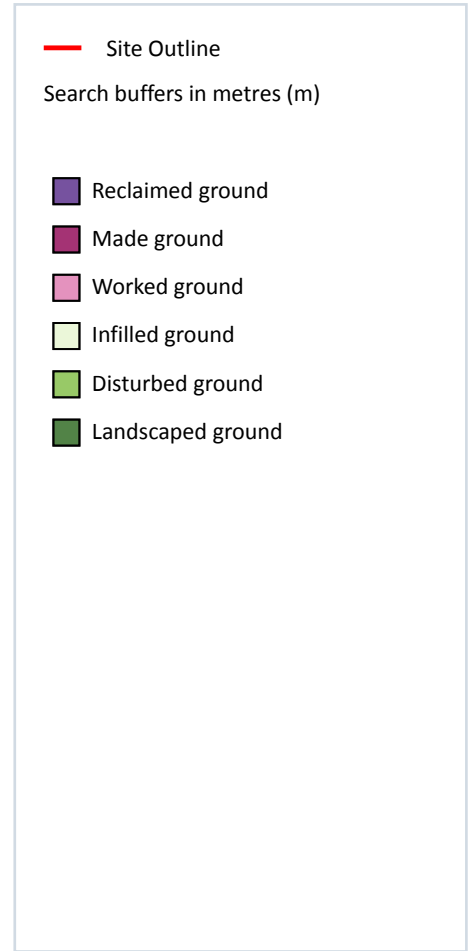 Site Outline
Search buffers in metres (m)
Reclaimed ground
Made ground
Worked ground
Infilled ground
Disturbed ground
Landscaped ground